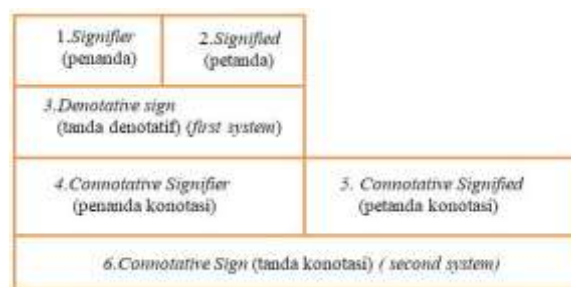 1.Signifier
(penanda)
2.Signified
(petanda)
3.Denotative sign
(tanda denotatif) (first system)
4.Connotative Signifier
(penanda konotasi)
5. Connotative Signified
(petanda konotasi)
6.Connotative Sign (tanda konotasi) ( second system)